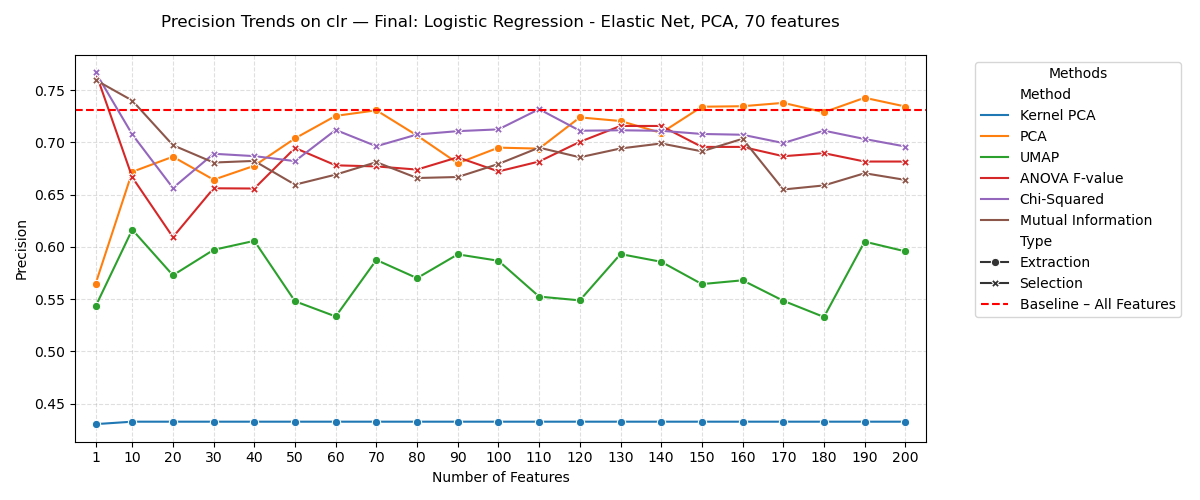 Precision Trends on clr — Final: Logistic Regression - Elastic Net, PCA, 70 features
Precision
0.75
0.70
0.65
0.60
0.55
0.50
0.45
1 10 20 30 40 50 60 70 80 90 100 110 120 130 140 150 160 170 180 190 200
Number of Features
Methods
Method
Kernel PCA
PCA
UMAP
ANOVA F-value
Chi-Squared
Mutual Information
Type
Extraction
Selection
Baseline – All Features